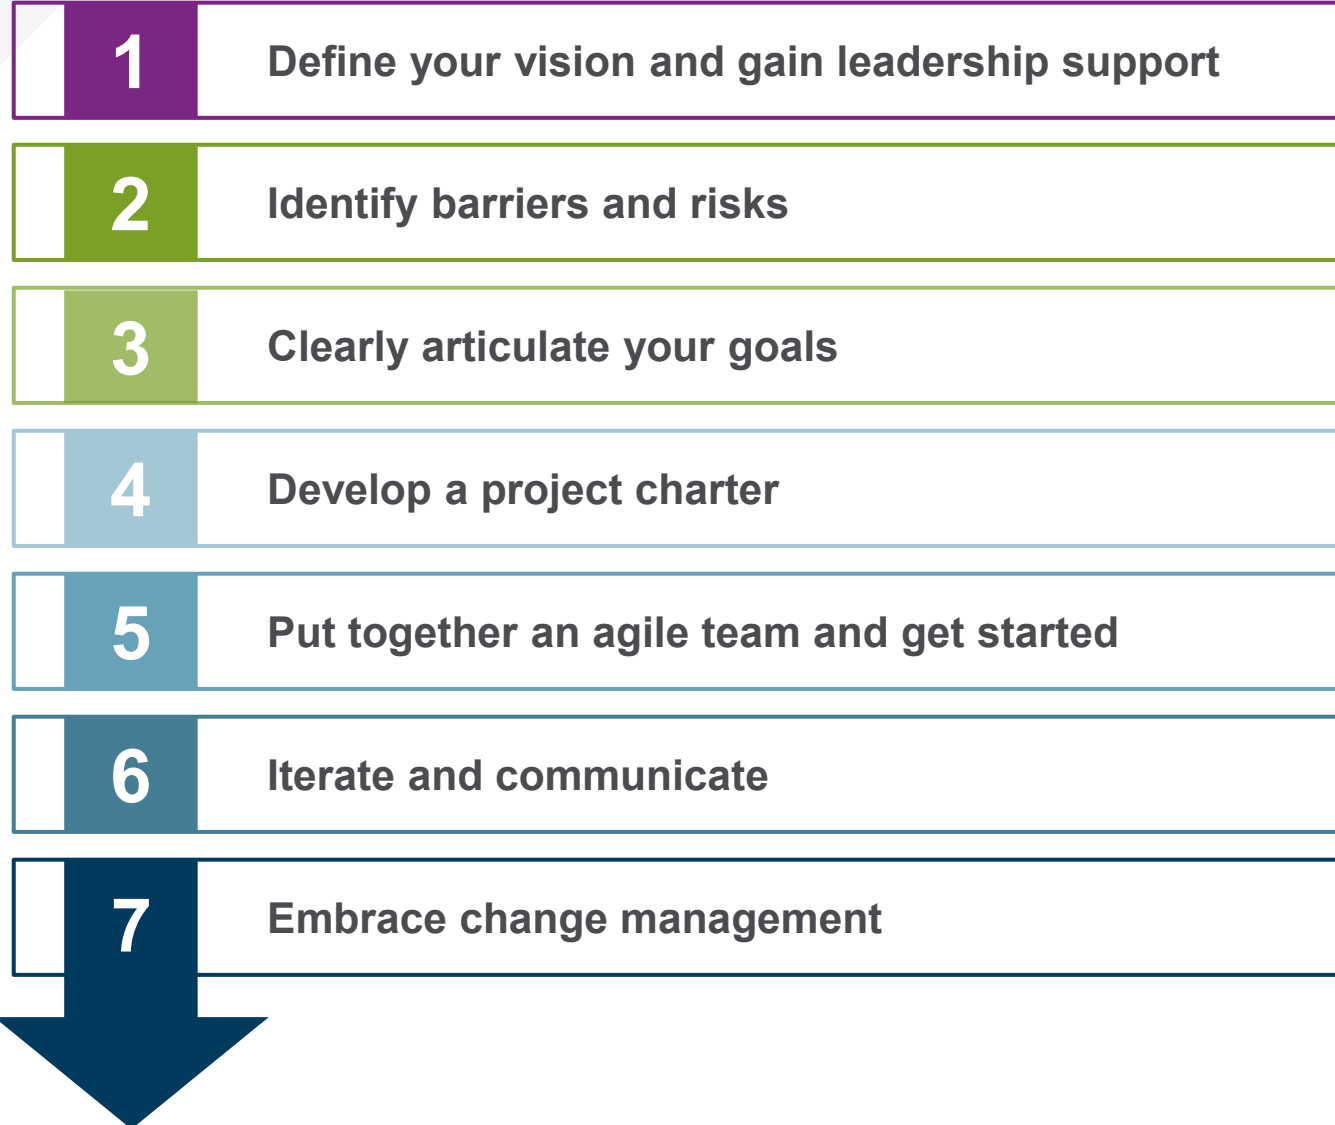 1 Define your vision and gain leadership support
2 Identify barriers and risks
3 Clearly articulate your goals
4 Develop a project charter
5 Put together an agile team and get started
6 Iterate and communicate
7 Embrace change management